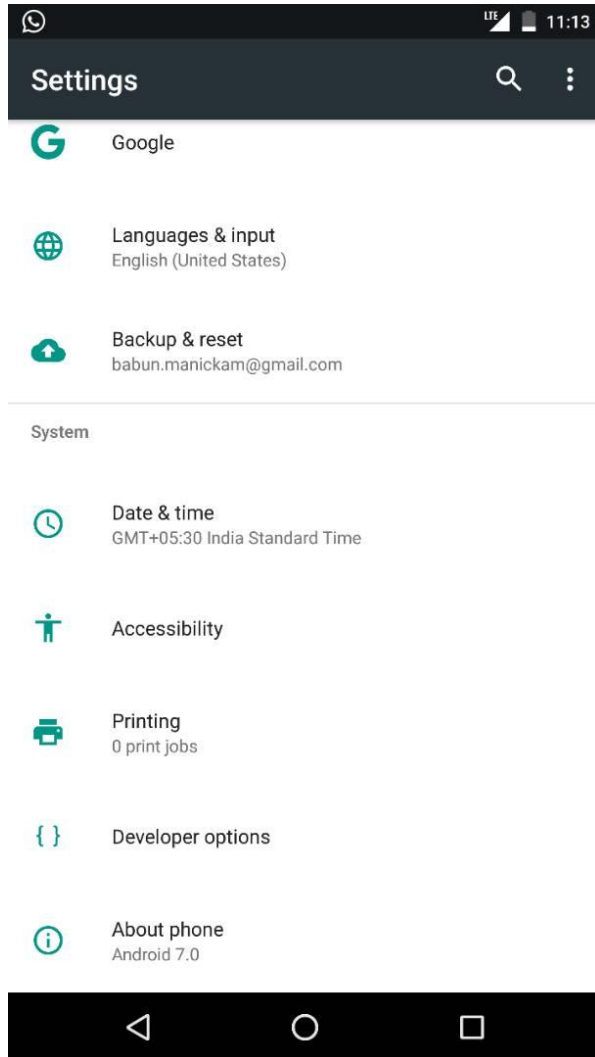 LTE 11:13
Settings
Google
Languages & input
English (United States)
Backup & reset
babun.manickam@gmail.com
System
Date & time
GMT+05:30 India Standard Time
Accessibility
Printing
0 print jobs
{ } Developer options
About phone
Android 7.0